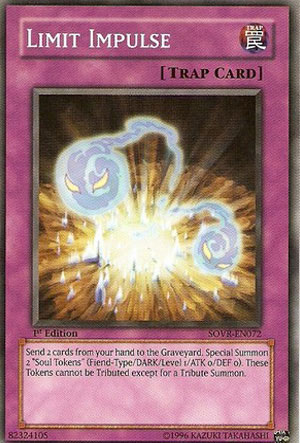 LIMIT IMPULSE
TRAP
罠
[TRAP CARD]
1st Edition
SOVR-EN072
Send 2 cards from your hand to the Graveyard. Special Summon
2 "Soul Tokens" (Fiend-Type/DARK/Level 1/ATK 0/DEF 0). These
Tokens cannot be Tributed except for a Tribute Summon.
82324105
©1996 KAZUKI TAKAHASHI